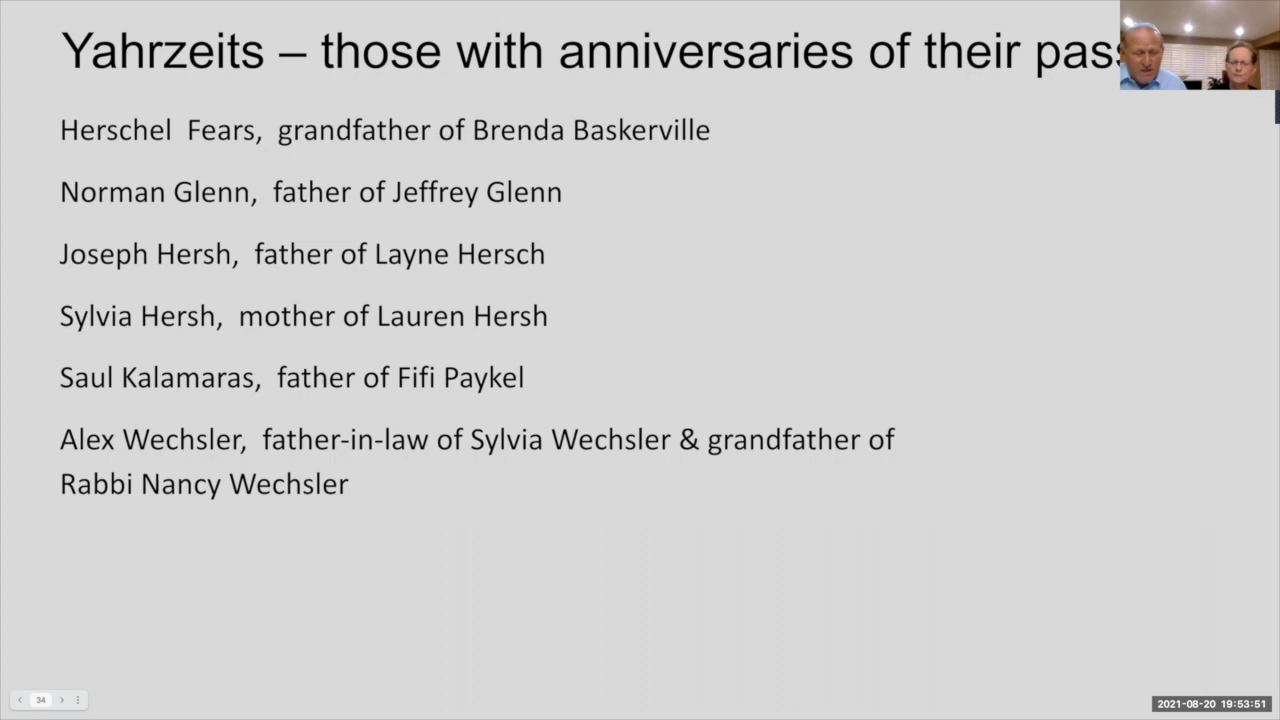 Yahrzeits – those with anniversaries of their
Herschel  Fears,  grandfather of Brenda Baskerville
Norman Glenn,  father of Jeffrey Glenn
Joseph Hersh,  father of Layne Hersch
Sylvia Hersh,  mother of Lauren Hersh
Saul Kalamaras,  father of Fifi Paykel
Alex Wechsler,  father-in-law of Sylvia Wechsler & grandfather of
Rabbi Nancy Wechsler
34
2021-08-20 19:53:51